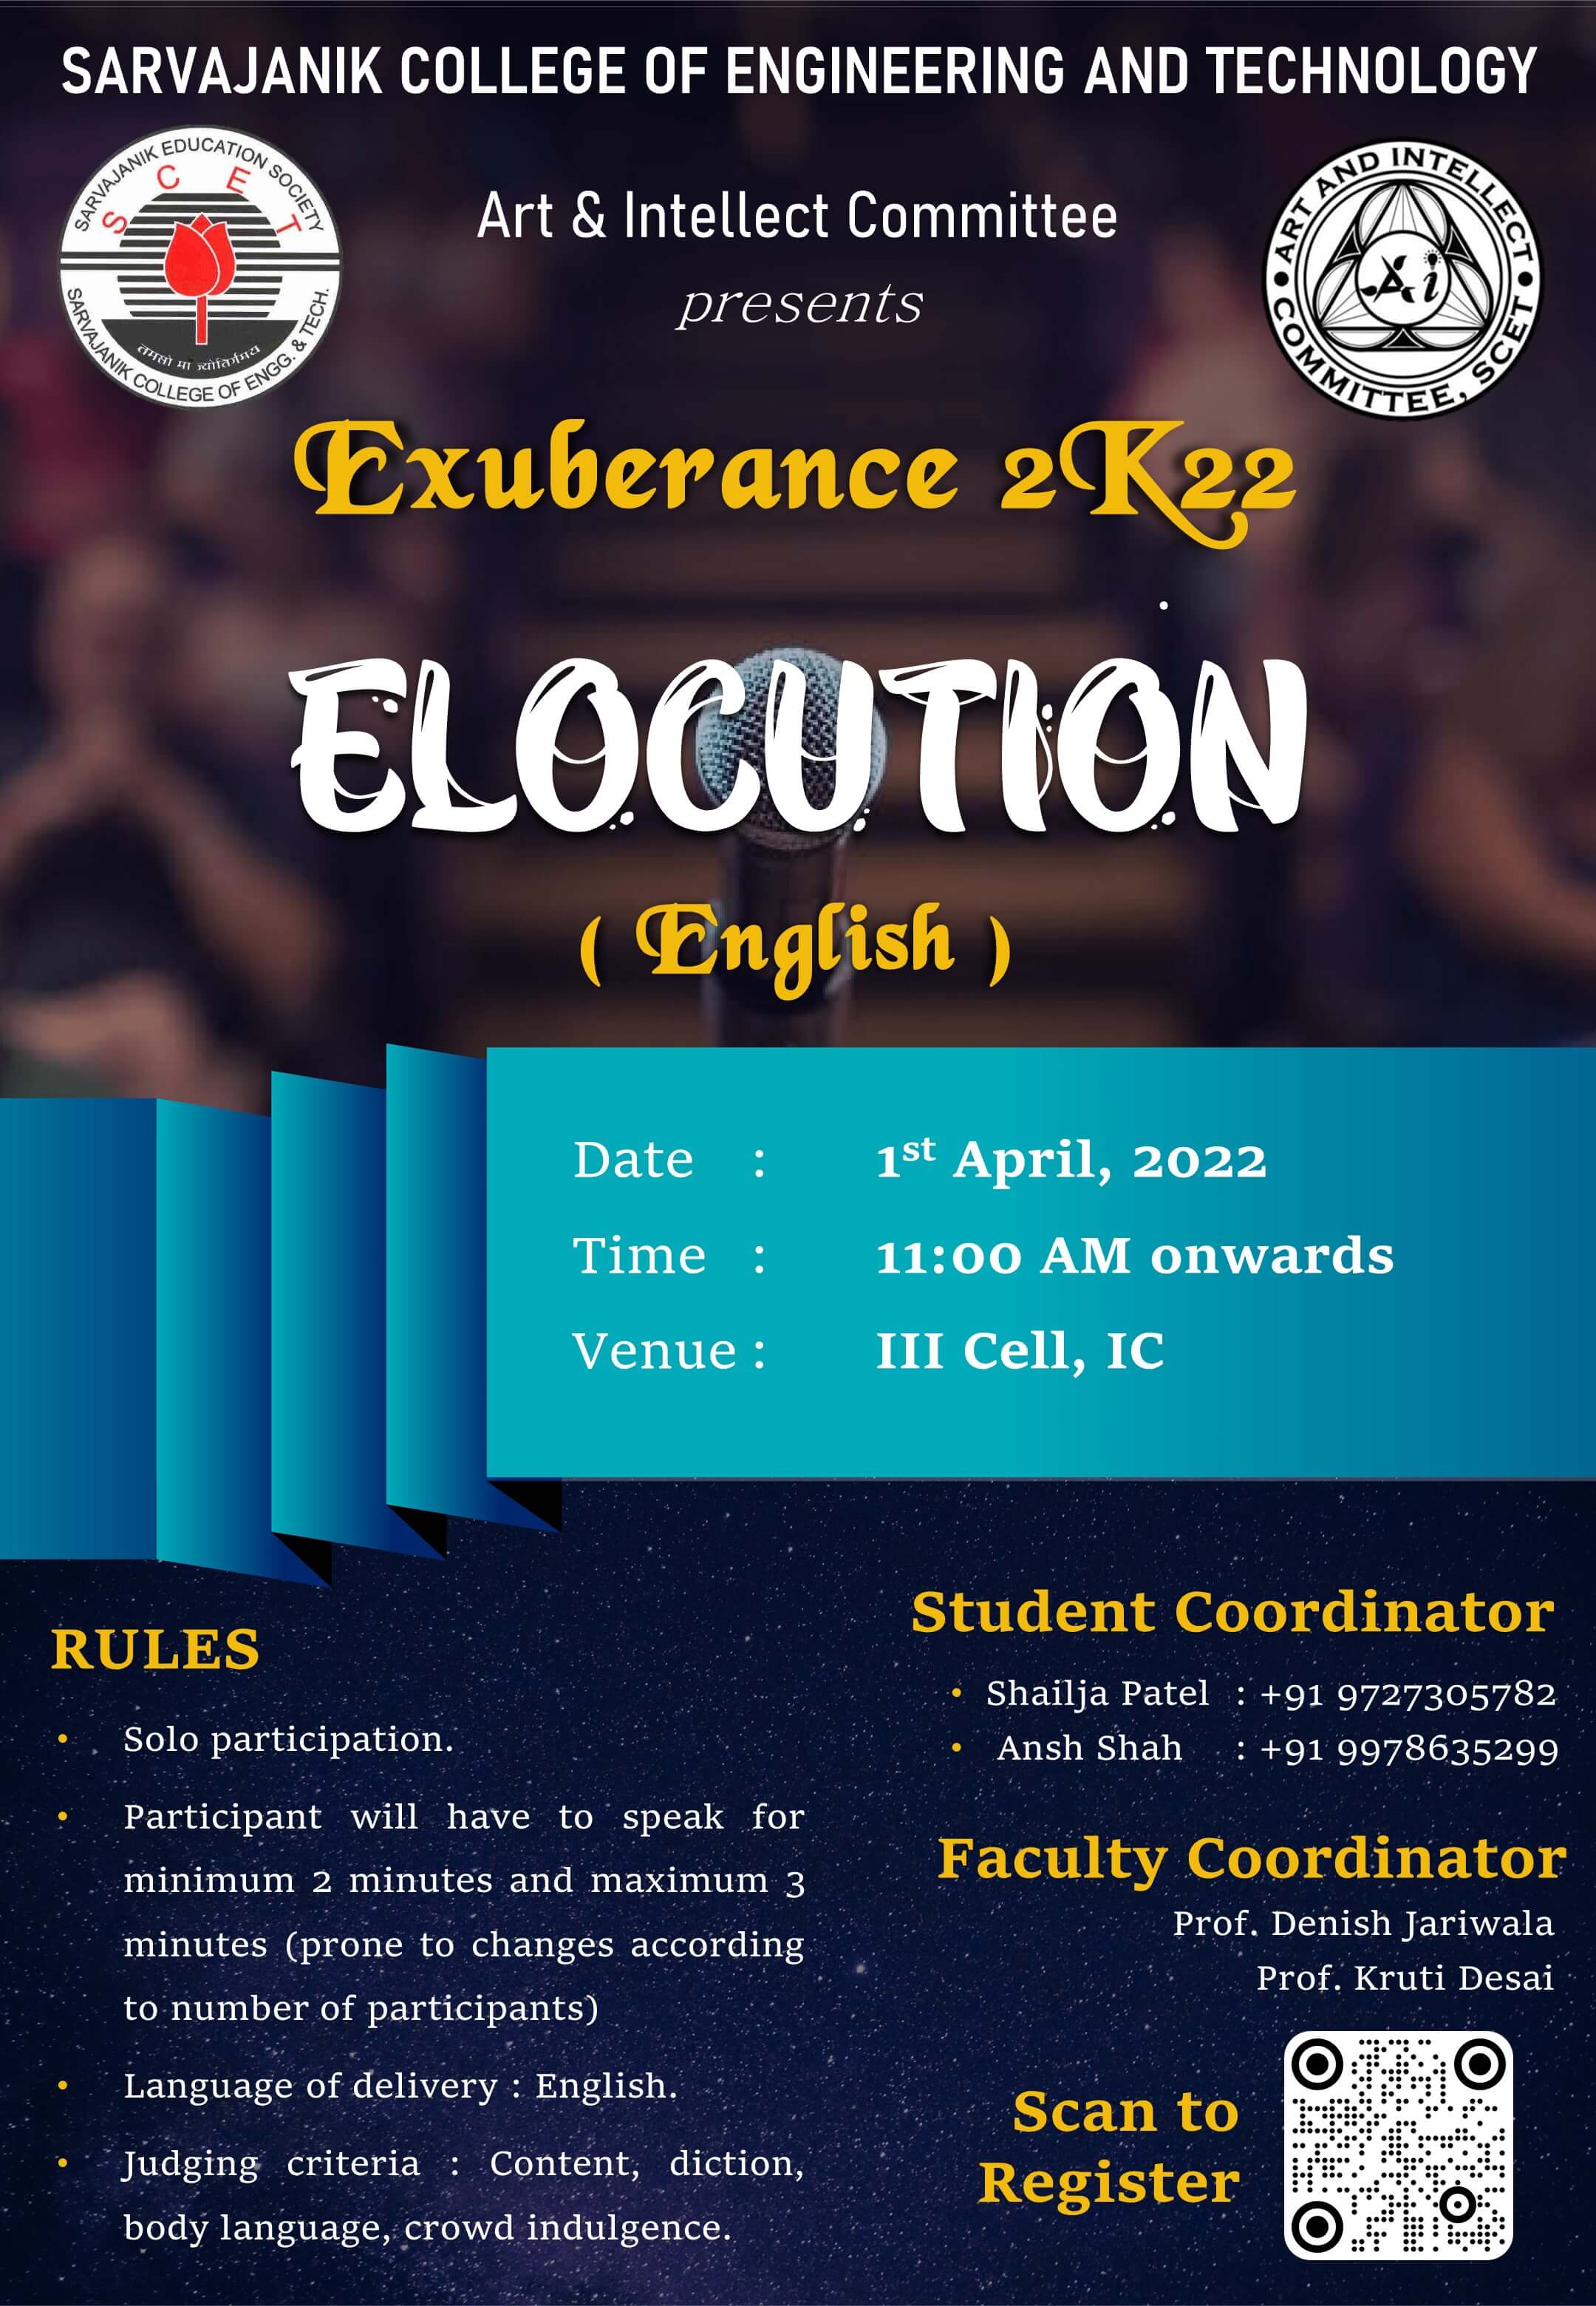 SARVAJANIK COLLEGE OF ENGINEERING AND TECHNOLOGY
SARVAJANIK EDUCATION SOCIETY
S C E T
तमसो मा ज्योतिर्गमय
SARVAJANIK COLLEGE OF ENGG. & TECH.
Art & Intellect Committee
presents
ART AND INTELLECT
Ai
COMMITTEE, SCET
Exuberance 2K22
ELOCUTION
( English )
Date : 1st April, 2022
Time : 11:00 AM onwards
Venue : III Cell, IC
RULES
• Solo participation.
• Participant will have to speak for
minimum 2 minutes and maximum 3
minutes (prone to changes according
to number of participants)
• Language of delivery : English.
• Judging criteria : Content, diction,
body language, crowd indulgence.
Student Coordinator
• Shailja Patel : +91 9727305782
• Ansh Shah : +91 9978635299
Faculty Coordinator
Prof. Denish Jariwala
Prof. Kruti Desai
Scan to
Register